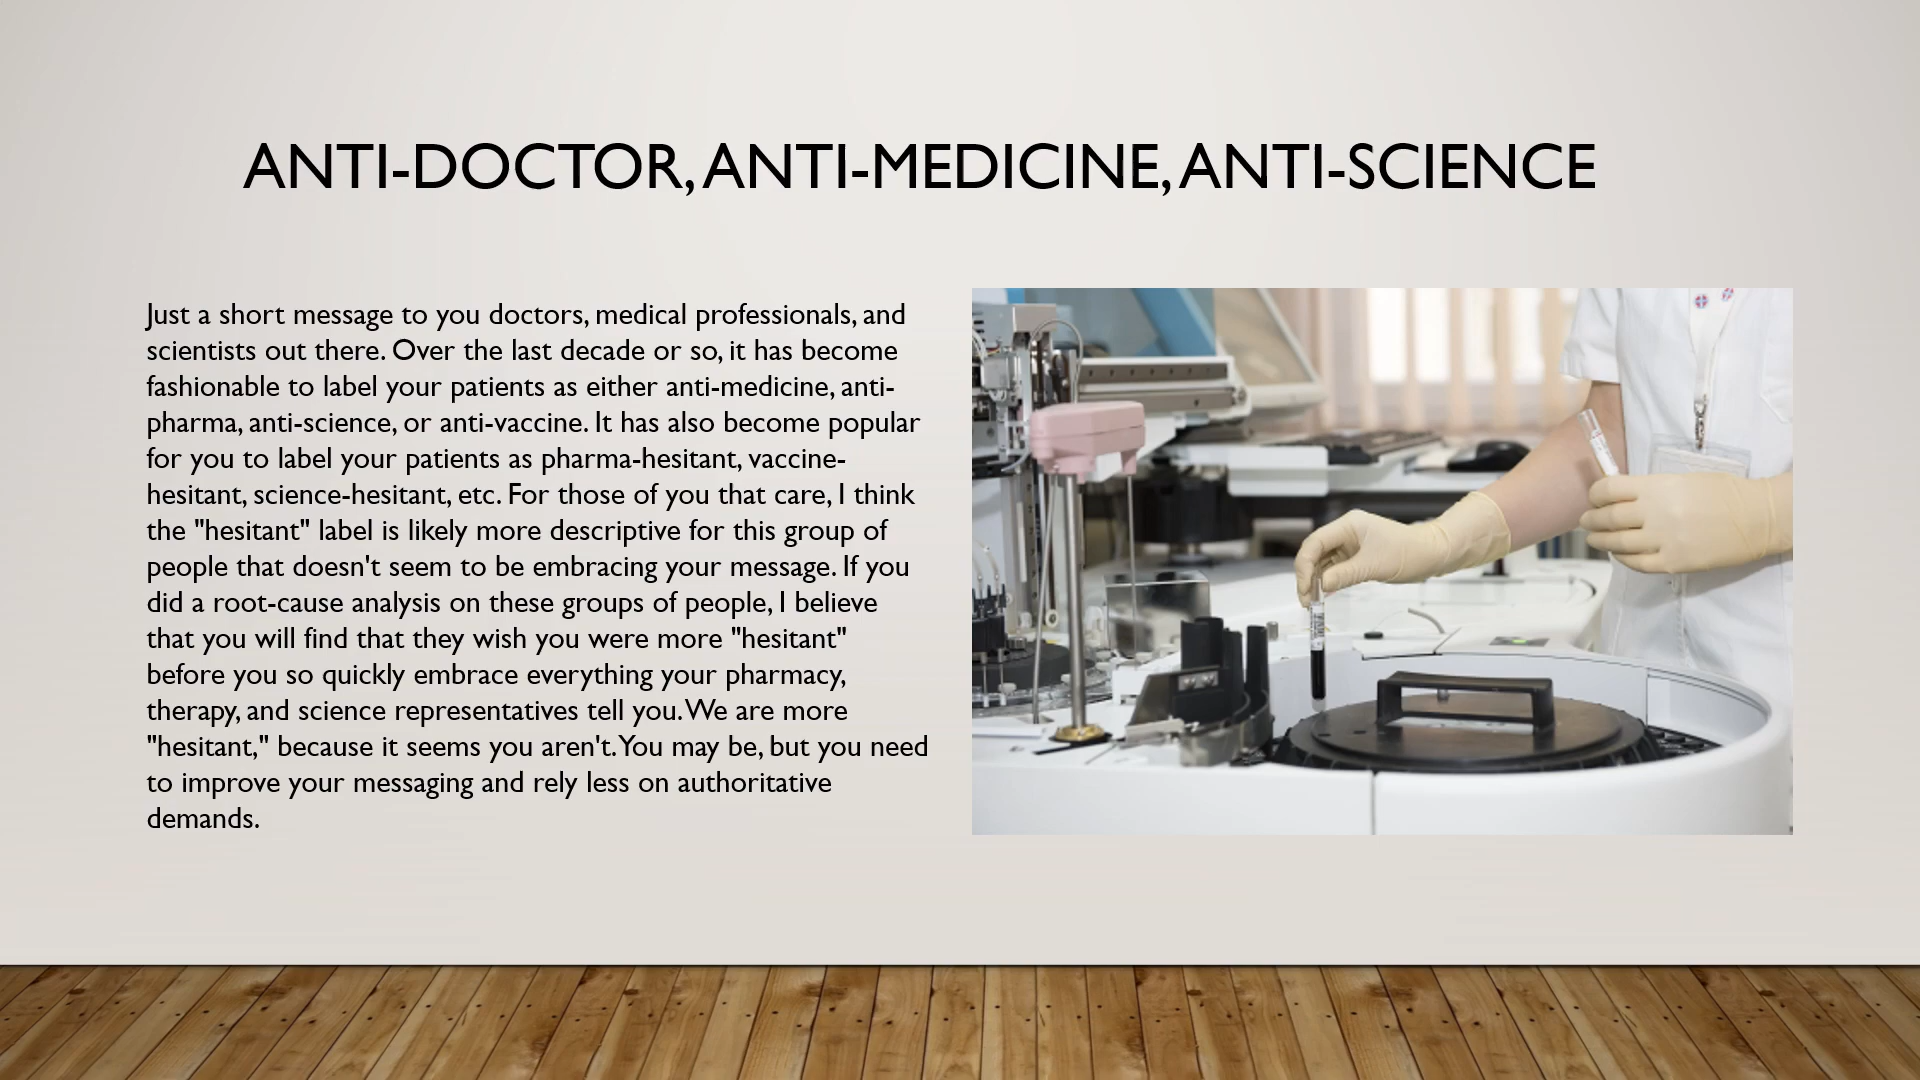 ANTI-DOCTOR, ANTI-MEDICINE, ANTI-SCIENCE
Just a short message to you doctors, medical professionals, and
scientists out there. Over the last decade or so, it has become
fashionable to label your patients as either anti-medicine, anti-
pharma, anti-science, or anti-vaccine. It has also become popular
for you to label your patients as pharma-hesitant, vaccine-
hesitant, science-hesitant, etc. For those of you that care, I think
the "hesitant" label is likely more descriptive for this group of
people that doesn't seem to be embracing your message. If you
did a root-cause analysis on these groups of people, I believe
that you will find that they wish you were more "hesitant"
before you so quickly embrace everything your pharmacy,
therapy, and science representatives tell you. We are more
"hesitant," because it seems you aren't. You may be, but you need
to improve your messaging and rely less on authoritative
demands.